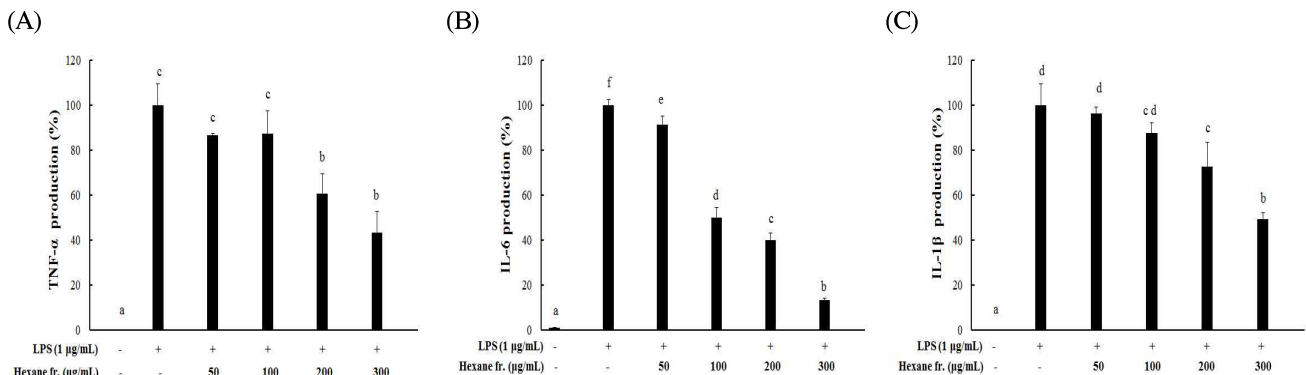 (A) (B) (C)
120 120 120
100 100 100
80 80 80
60 60 60
40 40 40
20 20 20
0 0 0
TNF-α production (%)
a c c c b b
IL-6 production (%)
a f e d c b
IL-1β production (%)
a d d c d c b
LPS (1 μg/mL) - + + + + +
Hexane fr. (μg/mL) - - 50 100 200 300
LPS (1 μg/mL) - + + + + +
Hexane fr. (μg/mL) - - 50 100 200 300
LPS (1 μg/mL) - + + + + +
Hexane fr. (μg/mL) - - 50 100 200 300